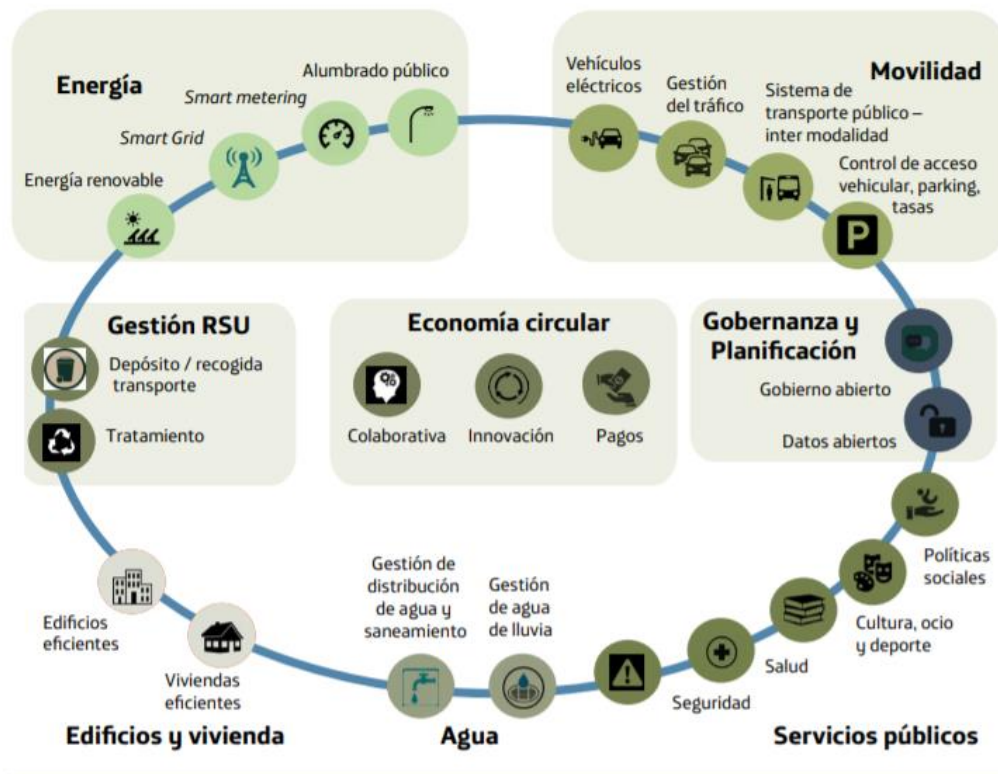 Energía
Energía renovable
Smart Grid
Smart metering
Alumbrado público
Movilidad
Vehículos
eléctricos
Gestión
del tráfico
Sistema de
transporte público –
inter modalidad
Control de acceso
vehicular, parking,
tasas
P
Gestión RSU
Depósito / recogida
transporte
Tratamiento
Economía circular
Colaborativa
Innovación
Pagos
Gobernanza y
Planificación
Gobierno abierto
Datos abiertos
Edificios
eficientes
Viviendas
eficientes
Edificios y vivienda
Gestión de
distribución
de agua y
saneamiento
Gestión
de agua
de lluvia
Agua
Políticas
sociales
Cultura, ocio
y deporte
Salud
Seguridad
Servicios públicos